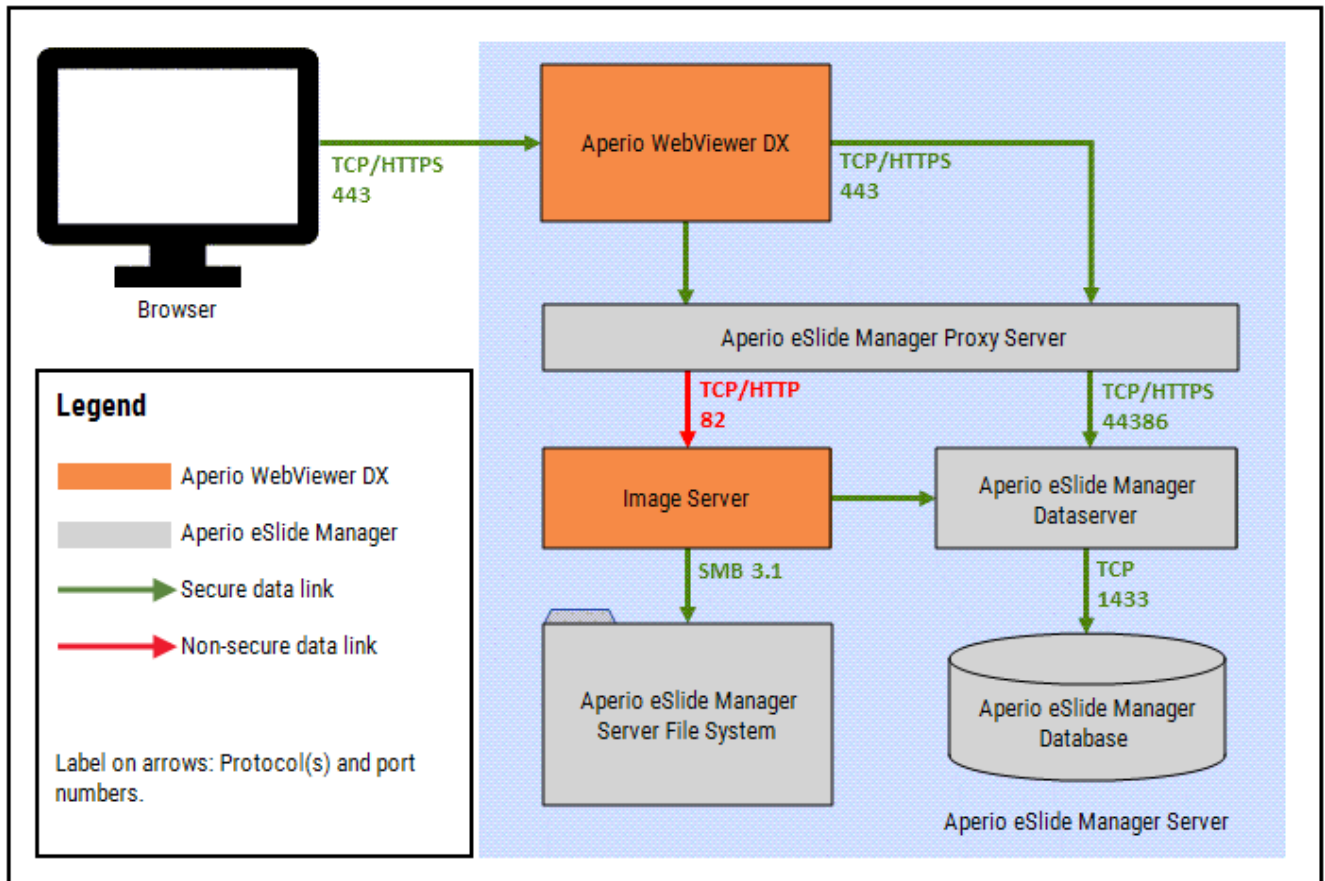 Aperio WebViewer DX
TCP/HTTPS
443
TCP/HTTPS
443
Browser
Aperio eSlide Manager Proxy Server
TCP/HTTP
82
TCP/HTTPS
44386
Image Server
Aperio eSlide Manager
Dataserver
SMB 3.1
TCP
1433
Aperio eSlide Manager
Server File System
Aperio eSlide Manager
Database
Aperio eSlide Manager Server
Legend
Aperio WebViewer DX
Aperio eSlide Manager
Secure data link
Non-secure data link
Label on arrows: Protocol(s) and port
numbers.